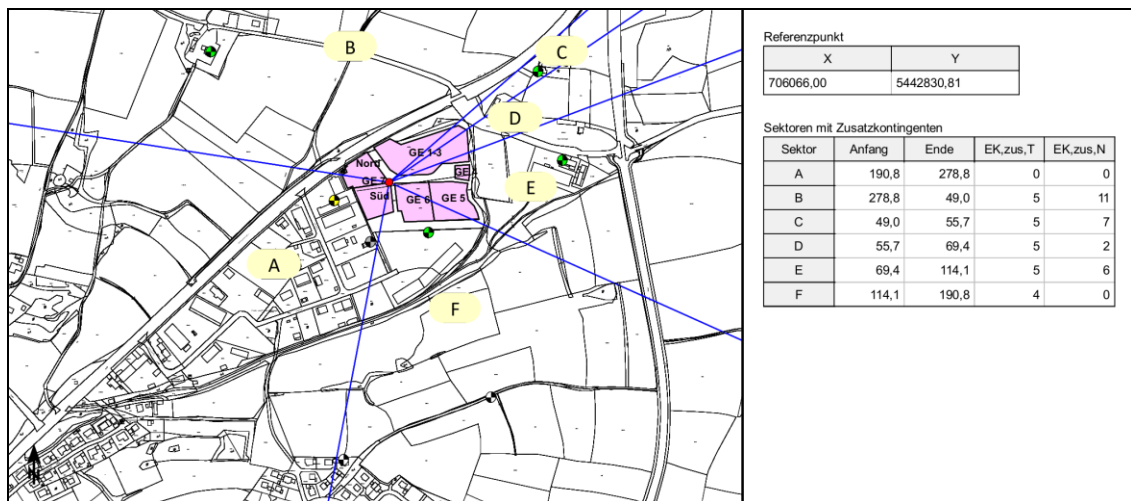 B
C
D
GE 1-3
Nord
GE 7
Süd
GE 6
GE 5
E
A
F
N
Referenzpunkt
X Y
706066,00 5442830,81
Sektoren mit Zusatzkontingenten
Sektor Anfang Ende EK,zus,T EK,zus,N
A 190,8 278,8 0 0
B 278,8 49,0 5 11
C 49,0 55,7 5 7
D 55,7 69,4 5 2
E 69,4 114,1 5 6
F 114,1 190,8 4 0